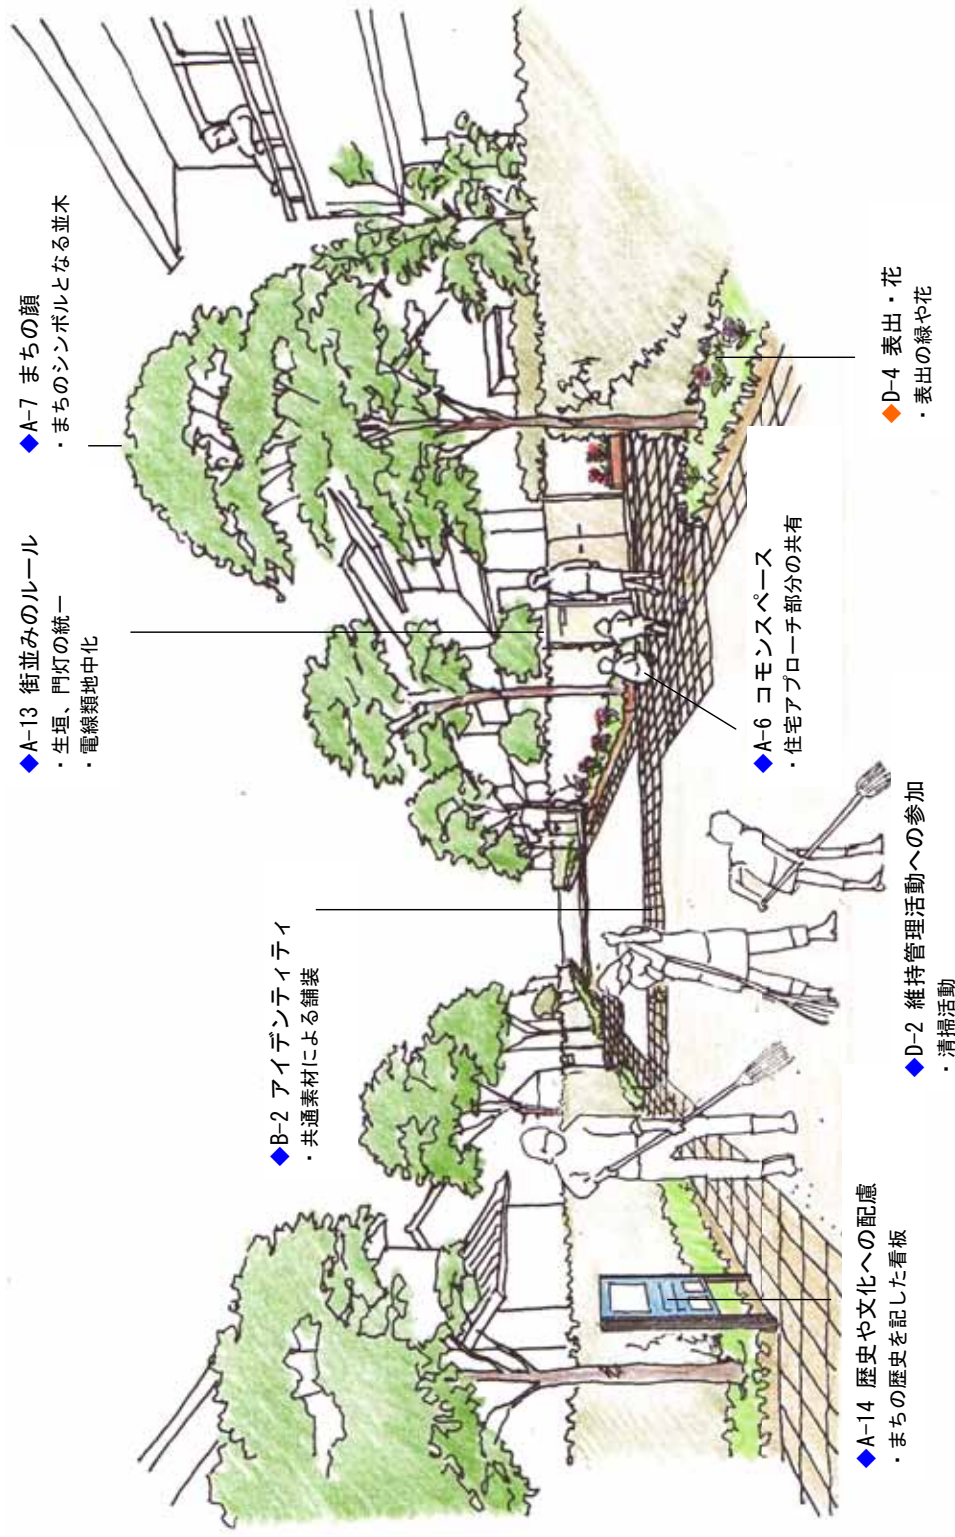 ◆A-7 まちの顔
・まちのシンボルとなる並木
◆A-13 街並みのルール
・生垣、門灯の統一
・電線類地中化
◆B-2 アイデンティティ
・共通素材による舗装
◆D-4 表出・花
・表出の緑や花
◆A-6 コモンスペース
・住宅アプローチ部分の共有
◆D-2 維持管理活動への参加
・清掃活動
◆A-14 歴史や文化への配慮
・まちの歴史を記した看板